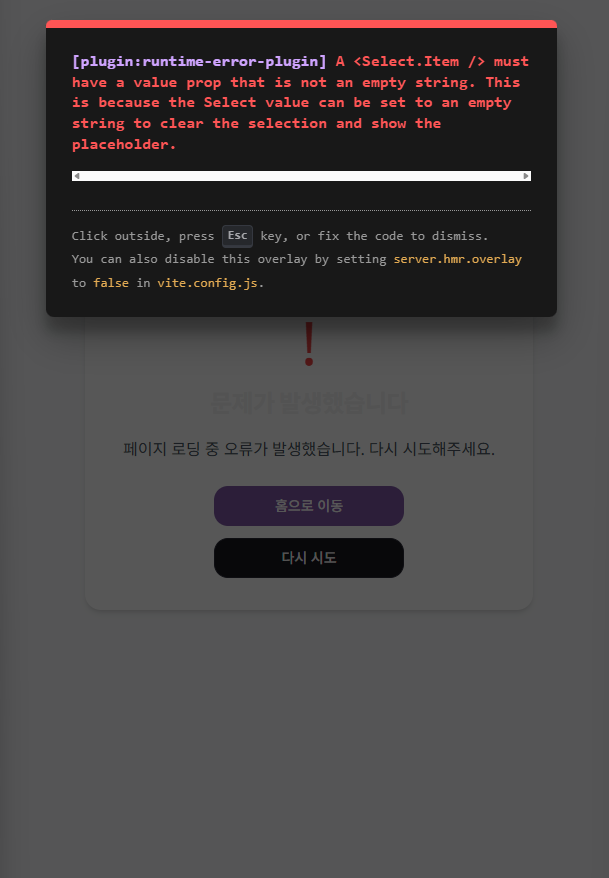 [plugin:runtime-error-plugin] A <Select.Item /> must
have a value prop that is not an empty string. This
is because the Select value can be set to an empty
string to clear the selection and show the
placeholder.
Click outside, press Esc key, or fix the code to dismiss.
You can also disable this overlay by setting server.hmr.overlay
to false in vite.config.js.
!
문제가 발생했습니다
페이지 로딩 중 오류가 발생했습니다. 다시 시도해주세요.
홈으로 이동
다시 시도